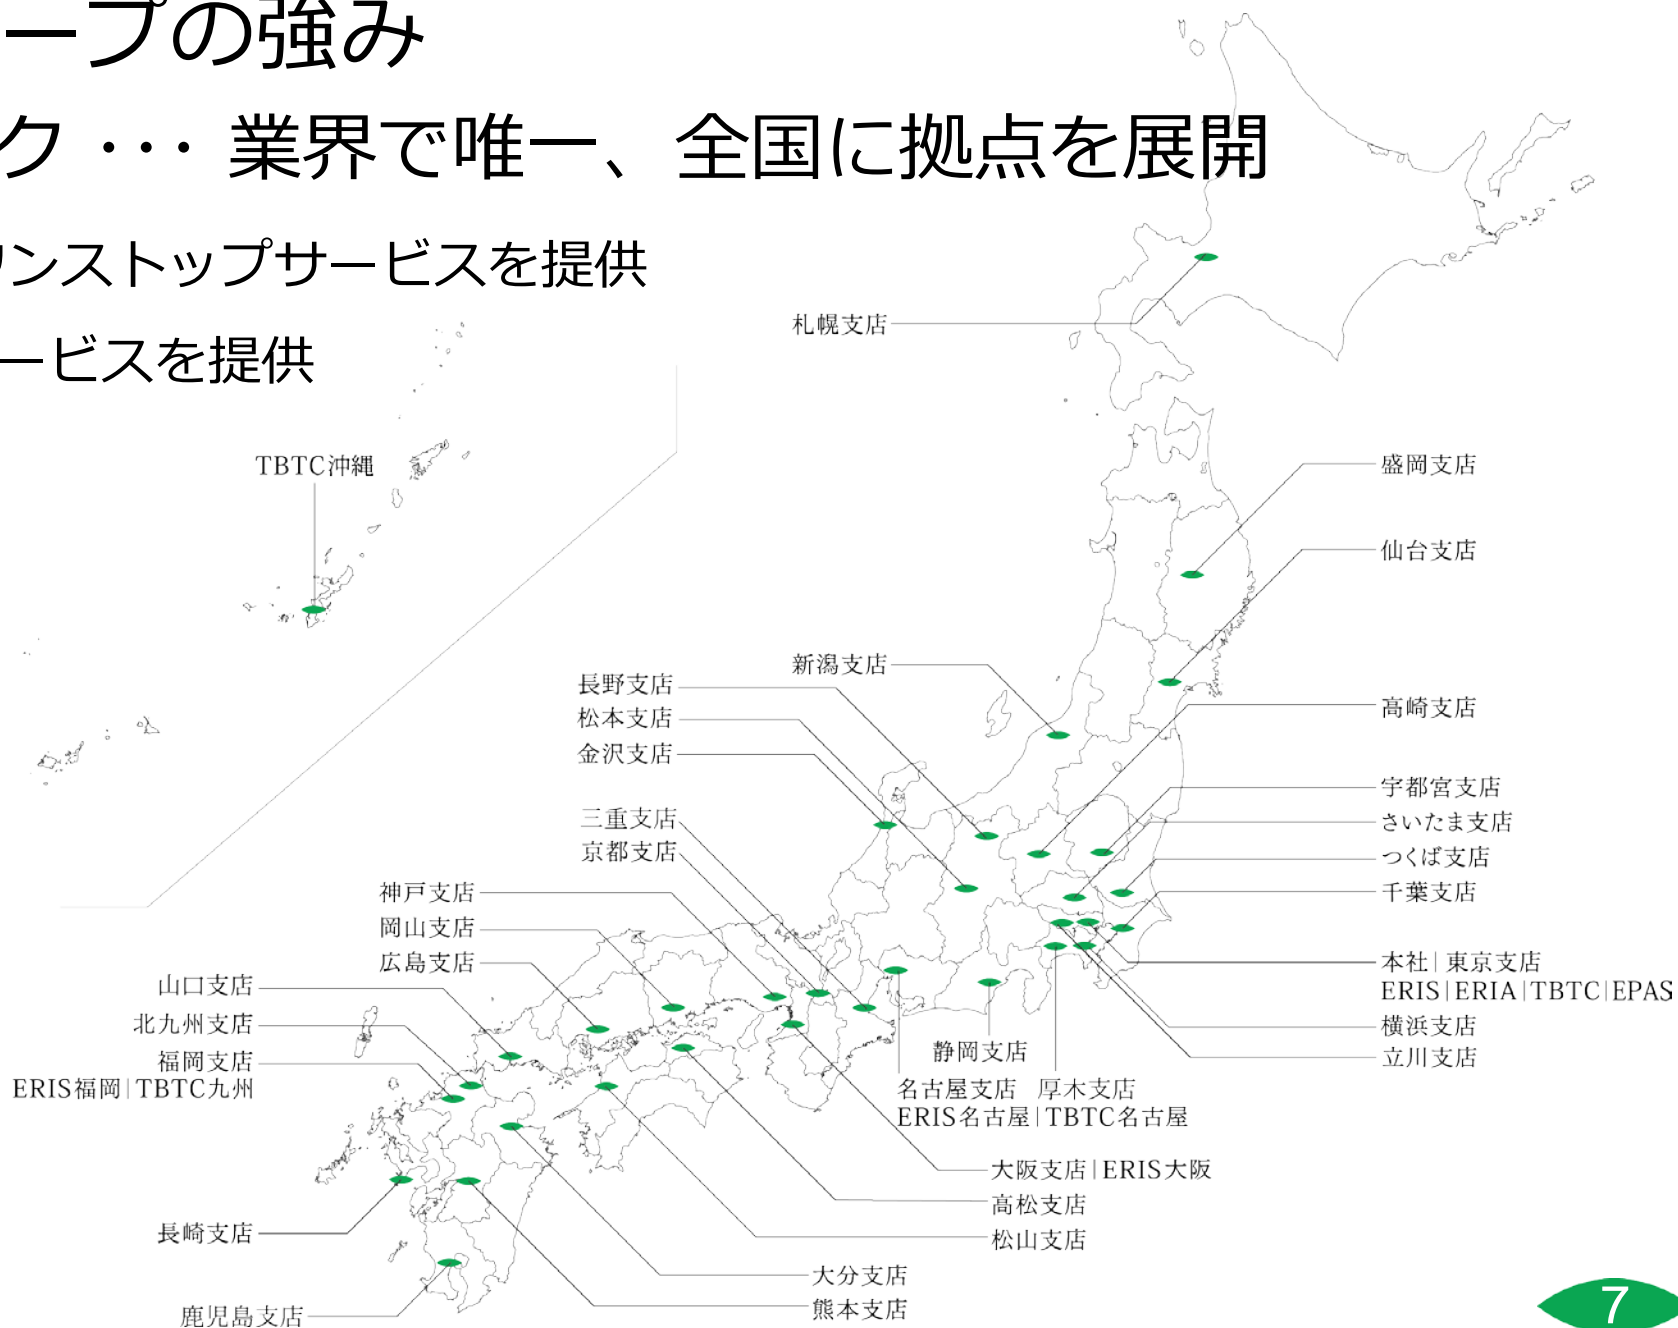 ープの強み
ク ・・・ 業界で唯一、全国に拠点を展開
ワンストップサービスを提供
ービスを提供
札幌支店
TBTC沖縄
盛岡支店
仙台支店
新潟支店
長野支店
松本支店
金沢支店
高崎支店
宇都宮支店
さいたま支店
つくば支店
千葉支店
三重支店
京都支店
神戸支店
岡山支店
広島支店
本社|東京支店
ERIS|ERIA|TBTC|EPAS
横浜支店
立川支店
山口支店
北九州支店
福岡支店
ERIS福岡|TBTC九州
静岡支店
名古屋支店
ERIS名古屋|TBTC名古屋
厚木支店
大阪支店|ERIS大阪
高松支店
松山支店
長崎支店
大分支店
熊本支店
鹿児島支店
7